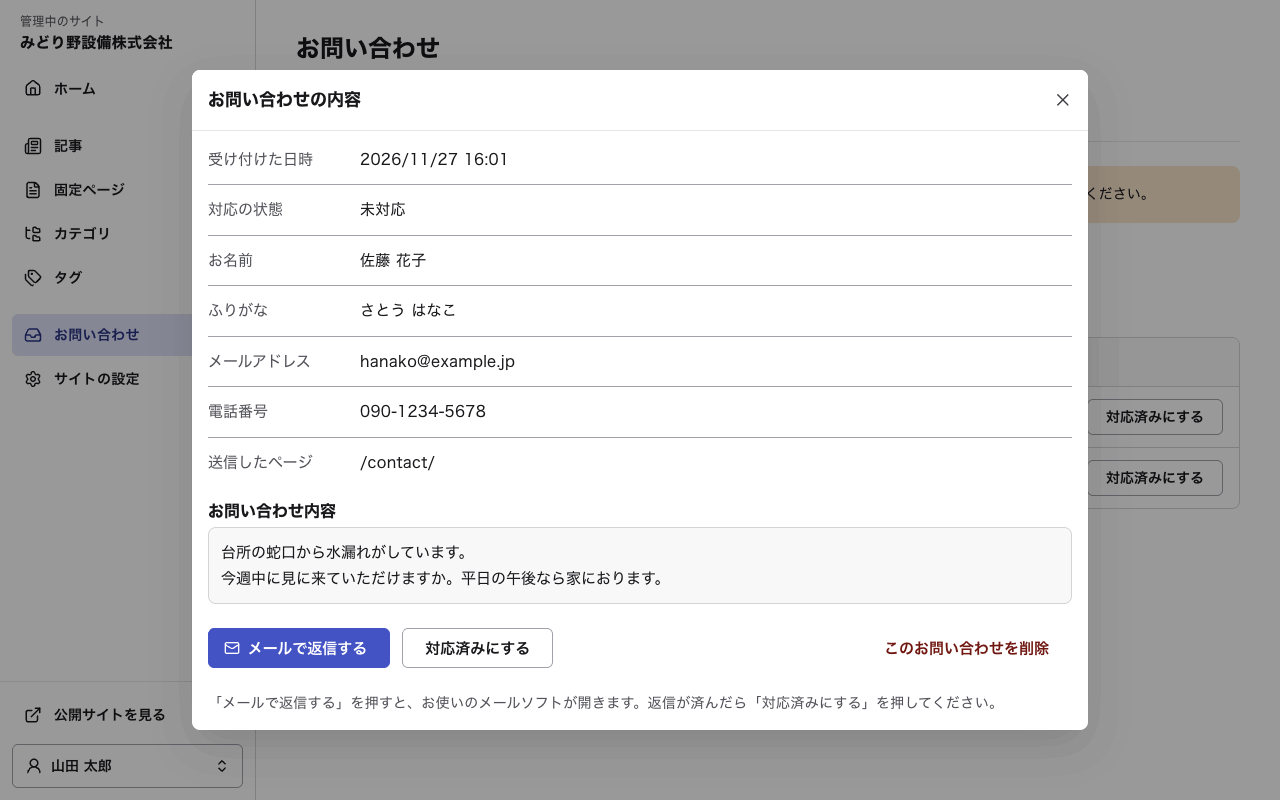 管理中のサイト
みどり野設備株式会社
ホーム
記事
固定ページ
カテゴリ
タグ
お問い合わせ
サイトの設定
公開サイトを見る
山田 太郎
お問い合わせ
ください。
対応済みにする
対応済みにする
お問い合わせの内容
受け付けた日時 2026/11/27 16:01
対応の状態 未対応
お名前 佐藤 花子
ふりがな さとう はなこ
メールアドレス hanako@example.jp
電話番号 090-1234-5678
送信したページ /contact/
お問い合わせ内容
台所の蛇口から水漏れがしています。
今週中に見に来ていただけますか。平日の午後なら家におります。
メールで返信する 対応済みにする このお問い合わせを削除
「メールで返信する」を押すと、お使いのメールソフトが開きます。返信が済んだら「対応済みにする」を押してください。